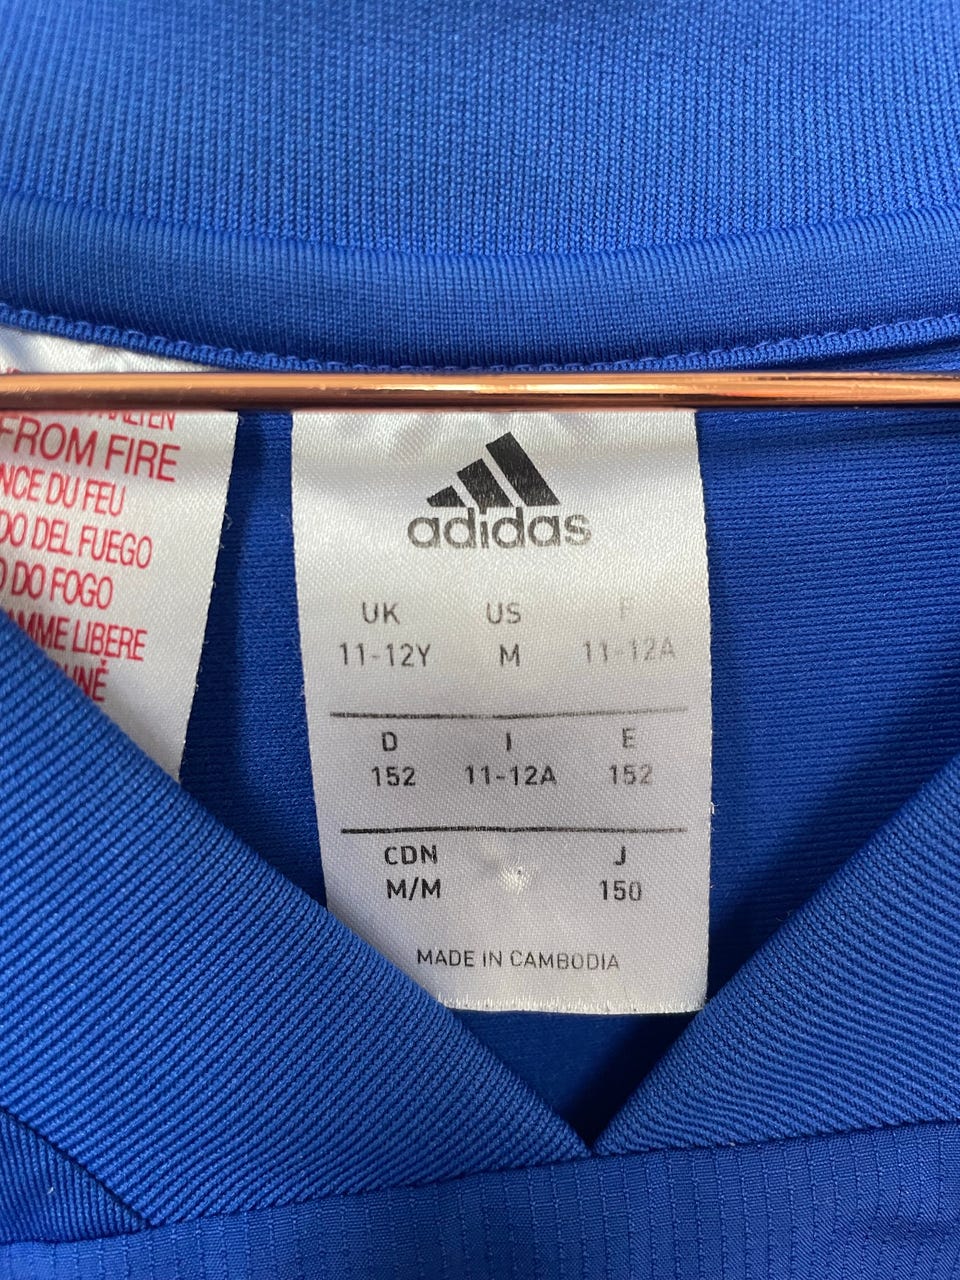 FROM FIRE
NCE DU FEU
DO DEL FUEGO
DO FOGO
MME LIBERE
adidas
UK US F
11-12Y M 11-12A
D I E
152 11-12A 152
CDN J
M/M 150
MADE IN CAMBODIA